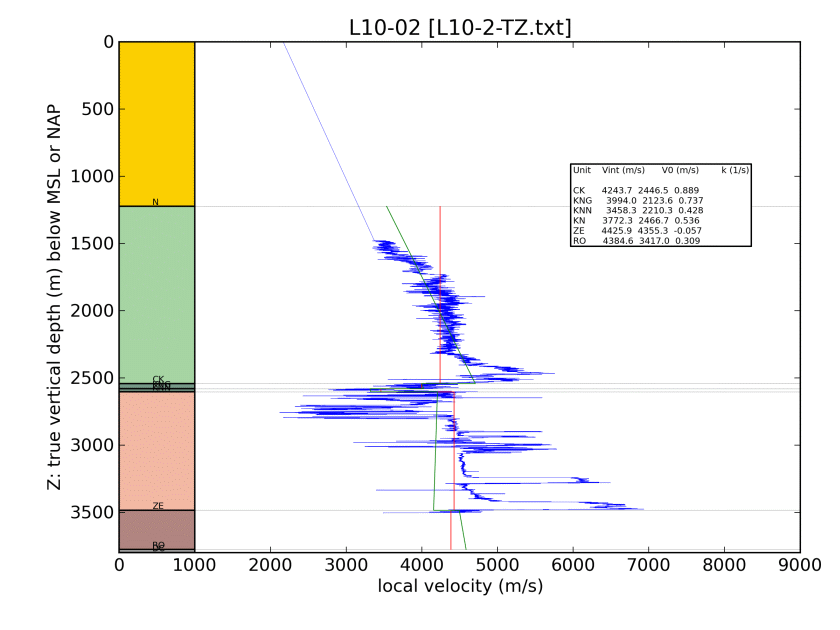 L10-02 [L10-2-TZ.txt]
Z: true vertical depth (m) below MSL or NAP
0
500
1000
1500
2000
2500
3000
3500
N
CK
ZE
RO
Unit Vint (m/s) V0 (m/s) k (1/s)
CK 4243.7 2446.5 0.889
KNG 3994.0 2123.6 0.737
KNN 3458.3 2210.3 0.428
KN 3772.3 2466.7 0.536
ZE 4425.9 4355.3 -0.057
RO 4384.6 3417.0 0.309
0 1000 2000 3000 4000 5000 6000 7000 8000 9000
local velocity (m/s)